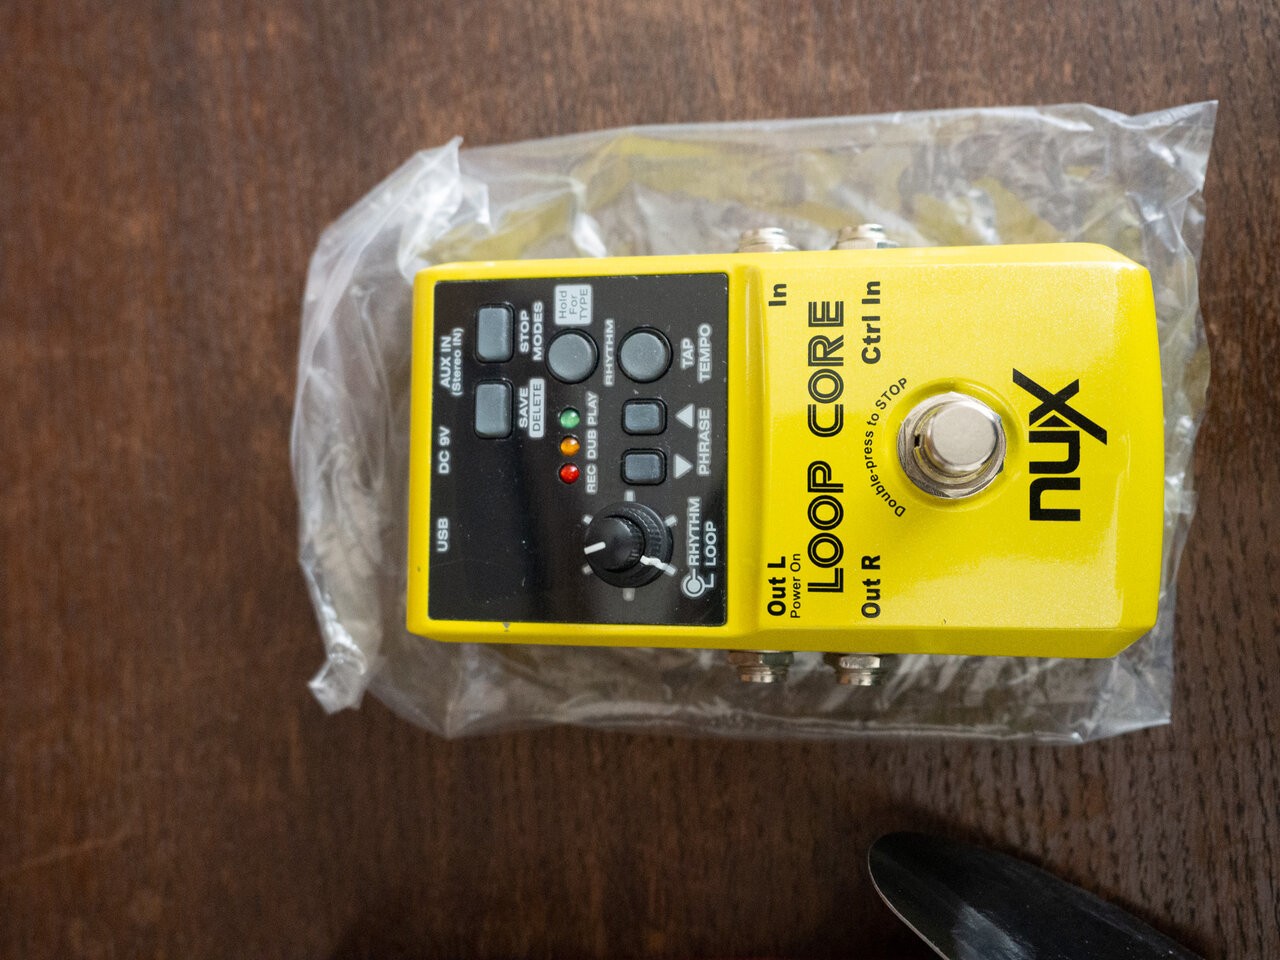 USB
DC 9V
AUX IN
(Stereo IN)
SAVE
DELETE
STOP
MODES
Hold
For
TYPE
REC DUB PLAY
RHYTHM
RHYTHM
LOOP
PHRASE
TAP
TEMPO
Out L
Power On
In
LOOP CORE
Out R
Ctrl In
Double-press to STOP
nux